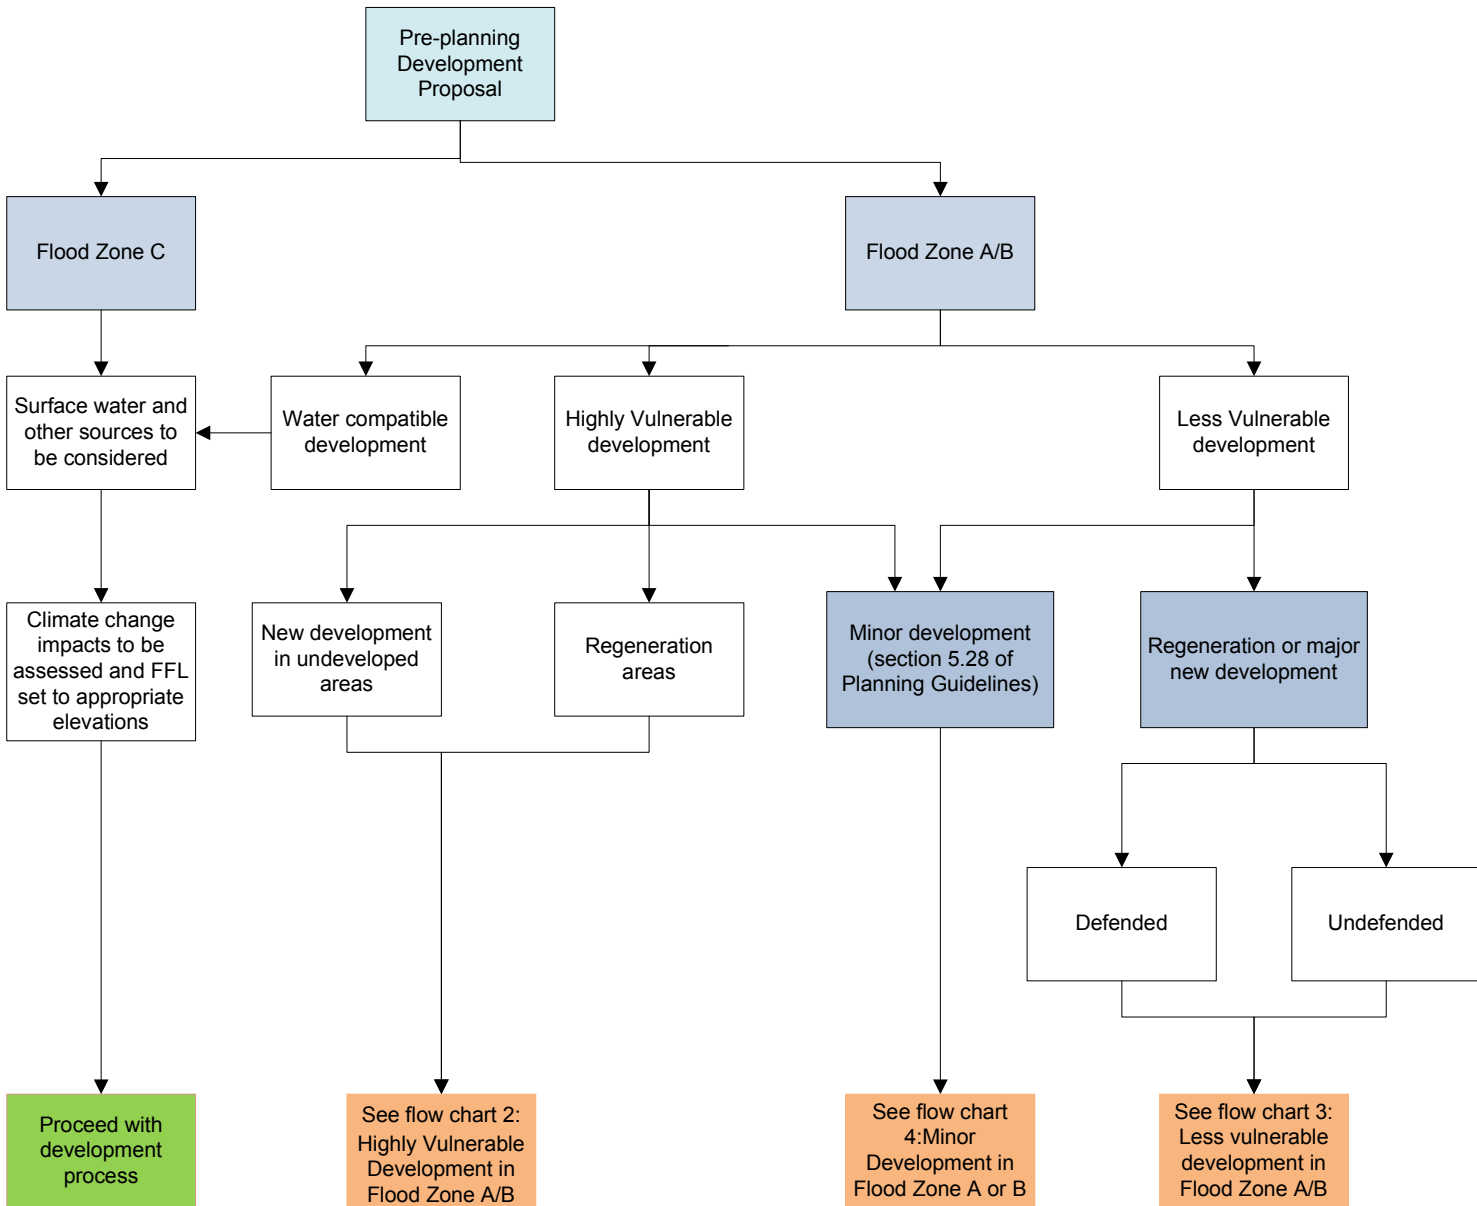 Pre-planning
Development
Proposal
Flood Zone C
Flood Zone A/B
Surface water and
other sources to
be considered
Water compatible
development
Highly Vulnerable
development
Less Vulnerable
development
Climate change
impacts to be
assessed and FFL
set to appropriate
elevations
New development
in undeveloped
areas
Regeneration
areas
Minor development
(section 5.28 of
Planning Guidelines)
Regeneration or major
new development
Defended
Undefended
Proceed with
development
process
See flow chart 2:
Highly Vulnerable
Development in
Flood Zone A/B
See flow chart
4:Minor
Development in
Flood Zone A or B
See flow chart 3:
Less vulnerable
development in
Flood Zone A/B